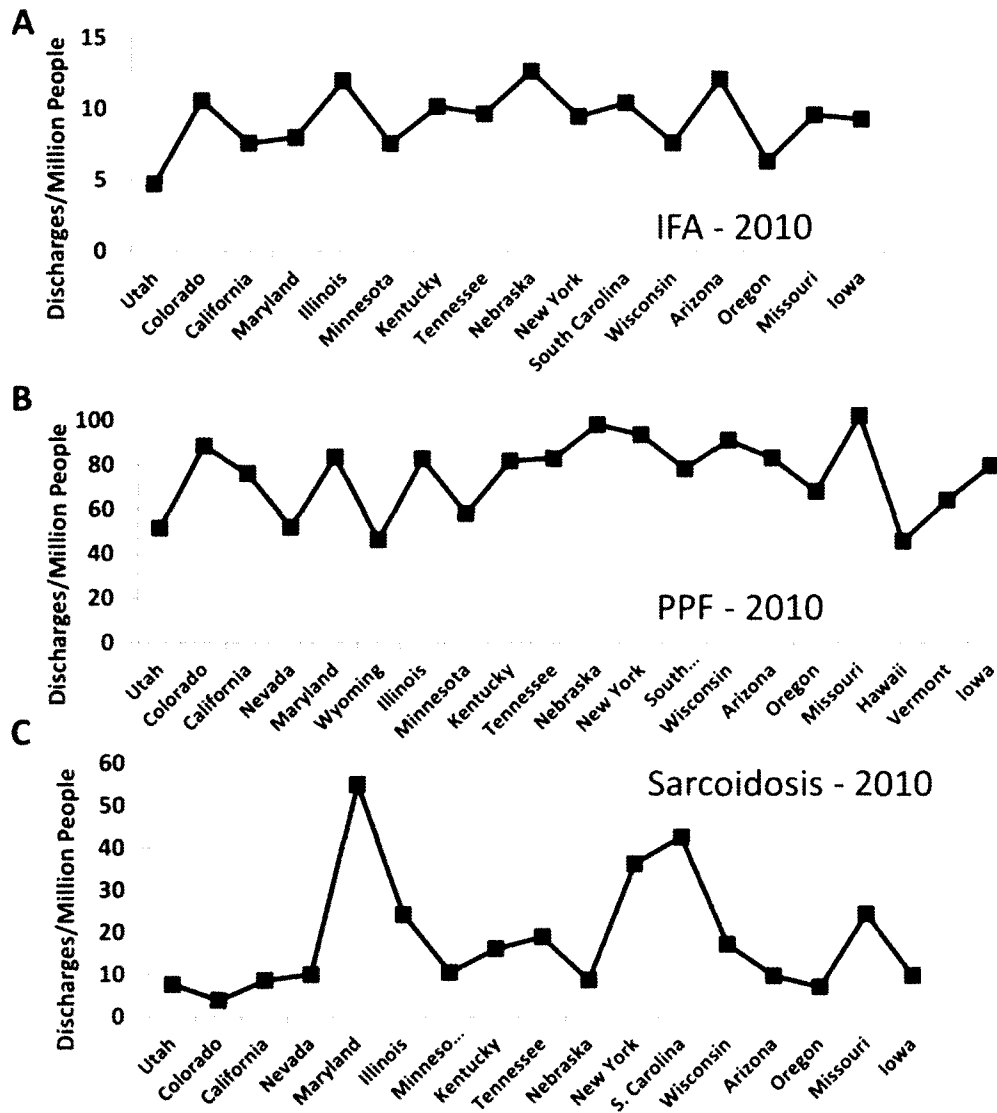 A
Discharges/Million People
15
10
5
0
IFA - 2010
Utah
Colorado
California
Maryland
Illinois
Minnesota
Kentucky
Tennessee
Nebraska
New York
South Carolina
Wisconsin
Arizona
Oregon
Missouri
Iowa
B
Discharges/Million People
100
80
60
40
20
0
PPF - 2010
Utah
Colorado
California
Nevada
Maryland
Wyoming
Illinois
Minnesota
Kentucky
Tennessee
Nebraska
New York
South...
Wisconsin
Arizona
Oregon
Missouri
Hawaii
Vermont
Iowa
C
Discharges/Million People
60
50
40
30
20
10
0
Sarcoidosis - 2010
Utah
Colorado
California
Nevada
Maryland
Illinois
Minneso...
Kentucky
Tennessee
Nebraska
New York
S. Carolina
Wisconsin
Arizona
Oregon
Missouri
Iowa